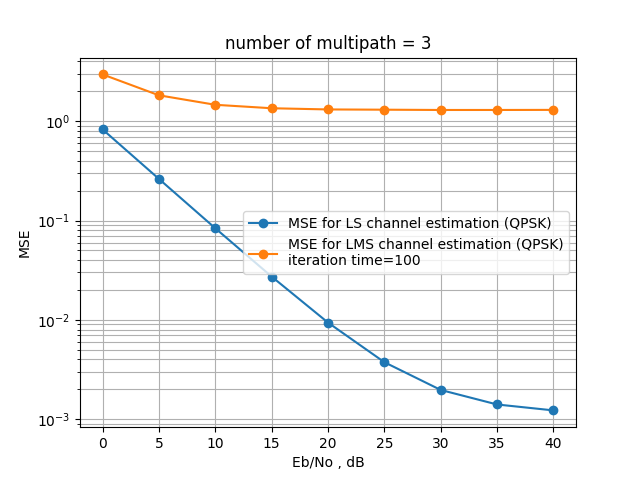 number of multipath = 3
MSE
10⁰
10⁻¹
10⁻²
10⁻³
MSE for LS channel estimation (QPSK)
MSE for LMS channel estimation (QPSK)
iteration time=100
0 5 10 15 20 25 30 35 40
Eb/No , dB